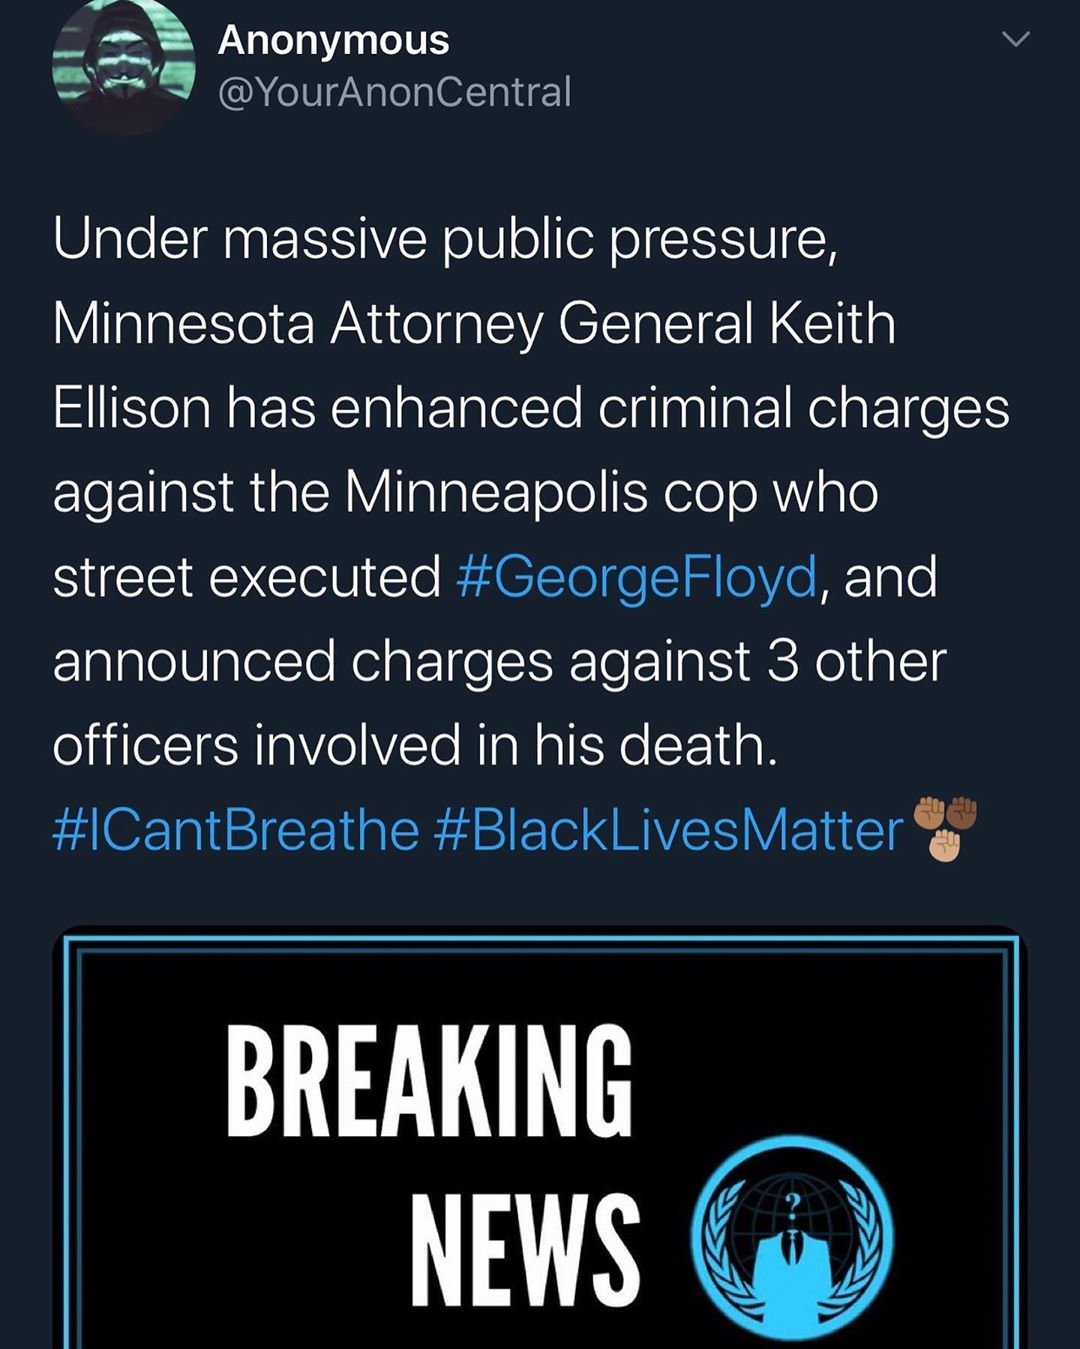 Anonymous
@YourAnonCentral
Under massive public pressure,
Minnesota Attorney General Keith
Ellison has enhanced criminal charges
against the Minneapolis cop who
street executed #GeorgeFloyd, and
announced charges against 3 other
officers involved in his death.
#ICantBreathe #BlackLivesMatter ✊🏾✊🏿✊🏼
BREAKING
NEWS
?